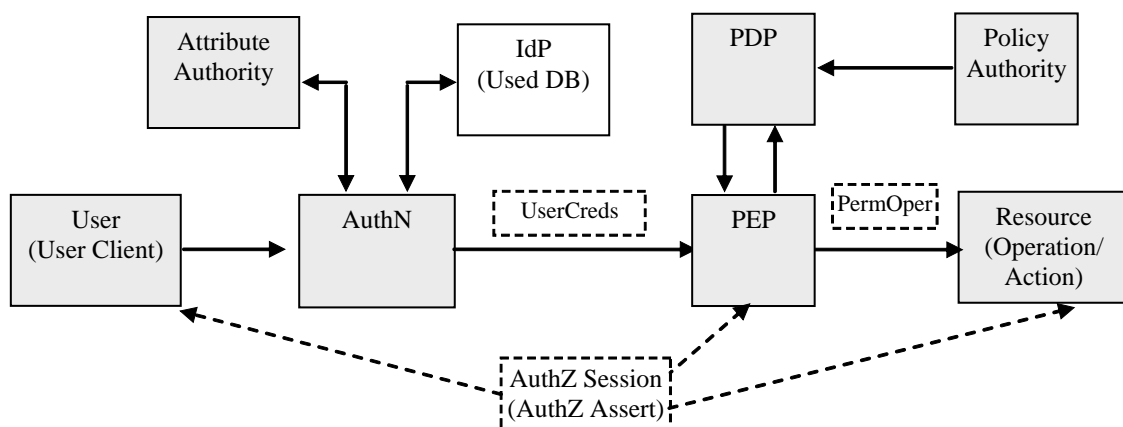 Attribute
Authority
IdP
(Used DB)
PDP
Policy
Authority
User
(User Client)
AuthN
UserCreds
PEP
PermOper
Resource
(Operation/
Action)
AuthZ Session
(AuthZ Assert)